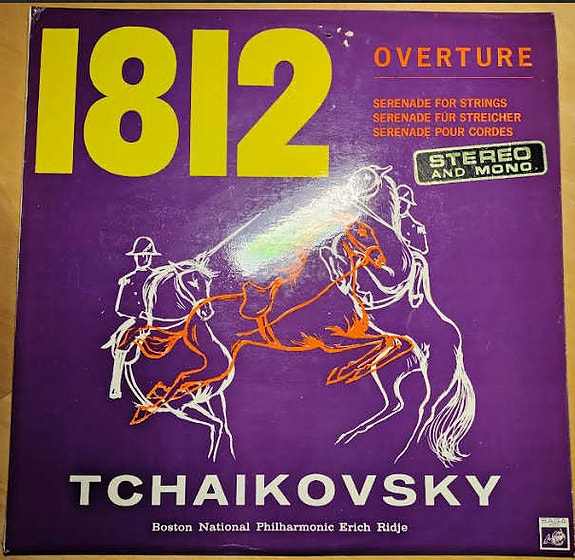 1812
OVERTURE
SERENADE FOR STRINGS
SERENADE FÜR STREICHER
SERENADE POUR CORDES
STEREO
AND MONO.
TCHAIKOVSKY
Boston National Philharmonic Erich Ridje
SAGA